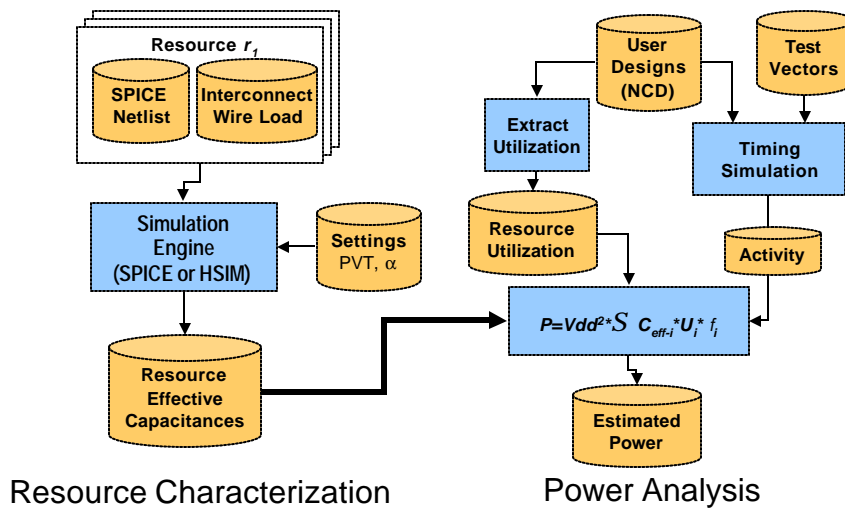 Resource r1
SPICE
Netlist
Interconnect
Wire Load
Simulation
Engine
(SPICE or HSIM)
Settings
PVT, α
Resource
Effective
Capacitances
Resource Characterization
User
Designs
(NCD)
Test
Vectors
Extract
Utilization
Timing
Simulation
Resource
Utilization
Activity
P=Vdd²*S Ceff-i*Ui* fi
Estimated
Power
Power Analysis